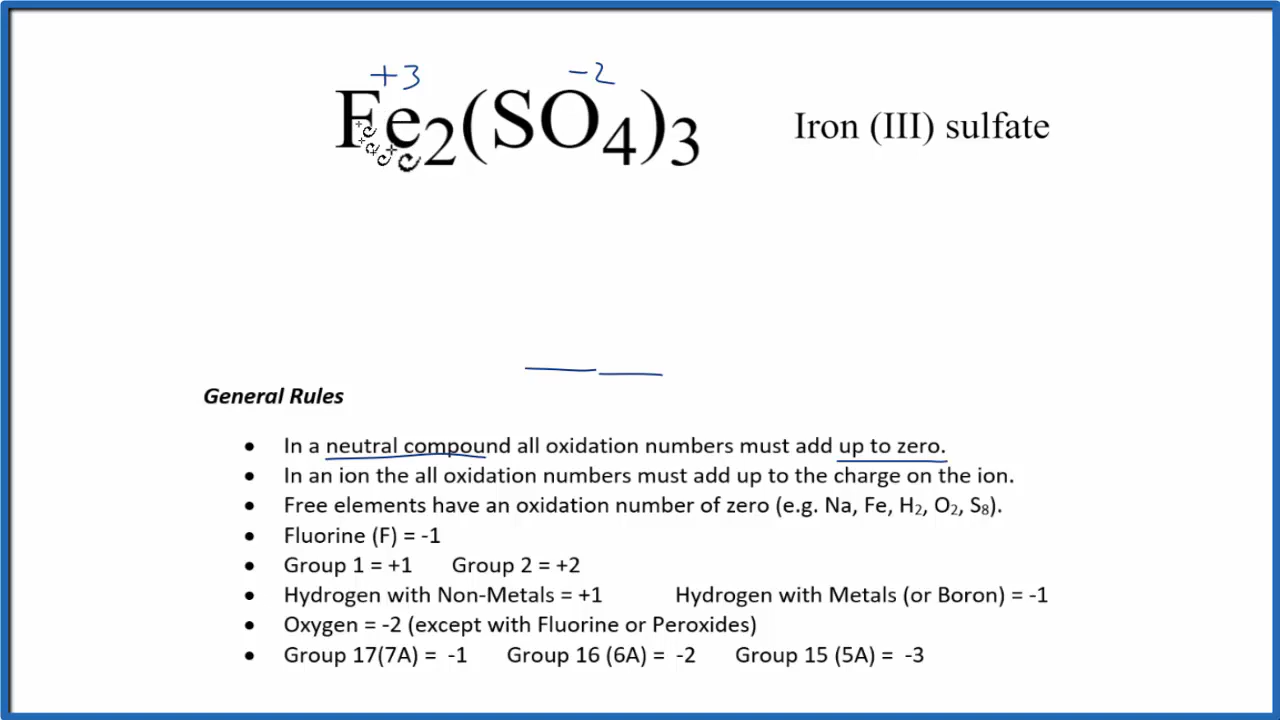 +3 -2
Fe₂(SO₄)₃ Iron (III) sulfate
General Rules
• In a neutral compound all oxidation numbers must add up to zero.
• In an ion the all oxidation numbers must add up to the charge on the ion.
• Free elements have an oxidation number of zero (e.g. Na, Fe, H₂, O₂, S₈).
• Fluorine (F) = -1
• Group 1 = +1 Group 2 = +2
• Hydrogen with Non-Metals = +1 Hydrogen with Metals (or Boron) = -1
• Oxygen = -2 (except with Fluorine or Peroxides)
• Group 17(7A) = -1 Group 16 (6A) = -2 Group 15 (5A) = -3